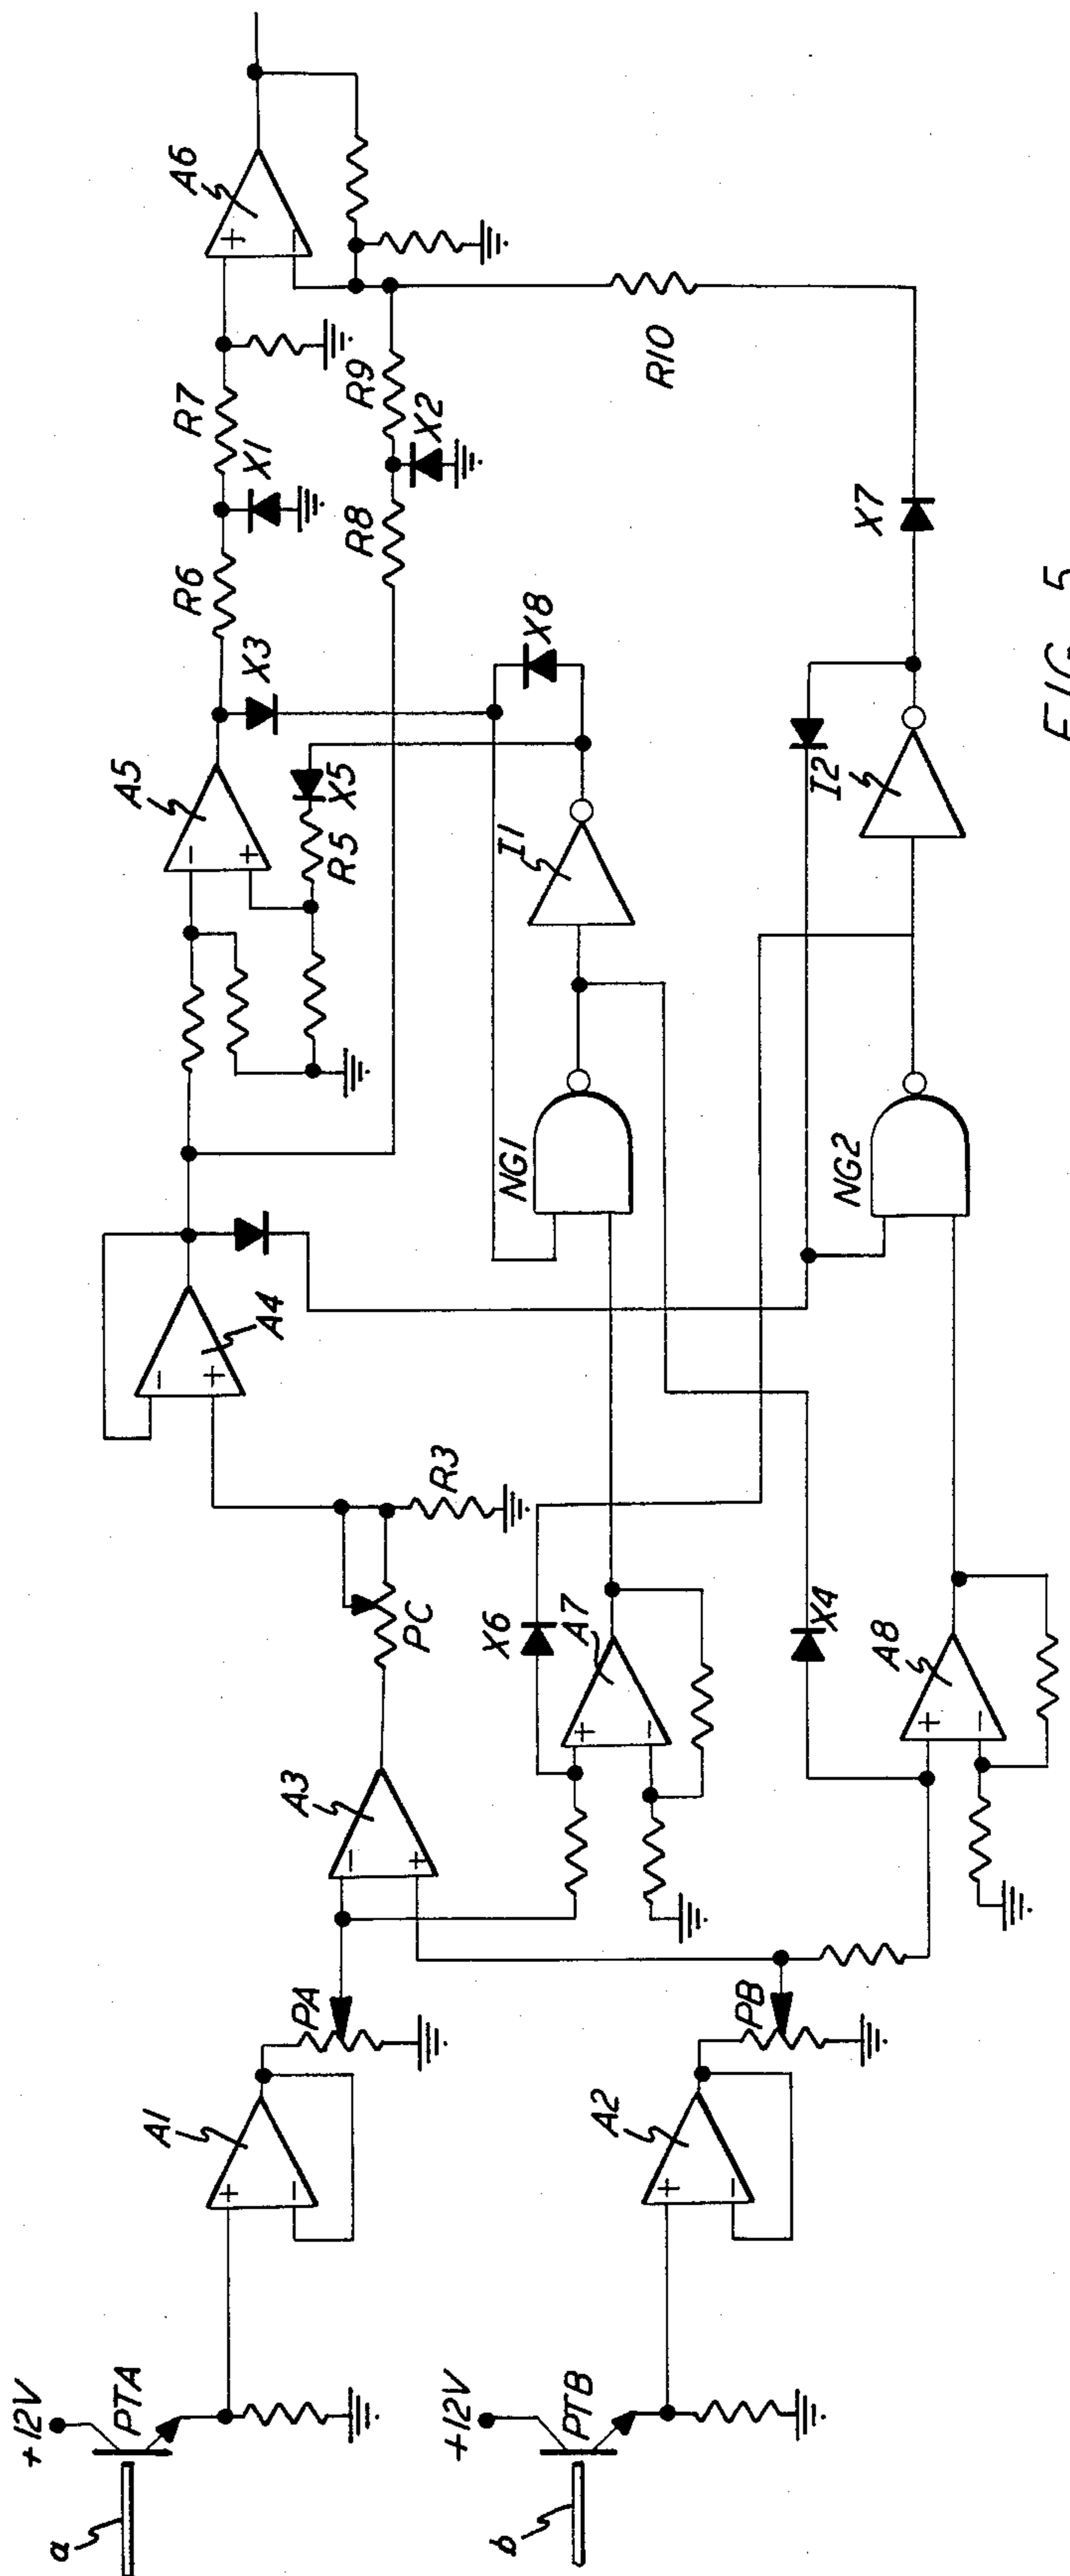 a
+12V
PTA
A1
PA
A3
PC
R3
A4
A5
X3
R6
X1
R7
A6
X5
R5
R8
X2
R9
X8
I1
NG1
R10
X6
A7
b
+12V
PTB
A2
PB
X4
A8
NG2
I2
X7
FIG 5